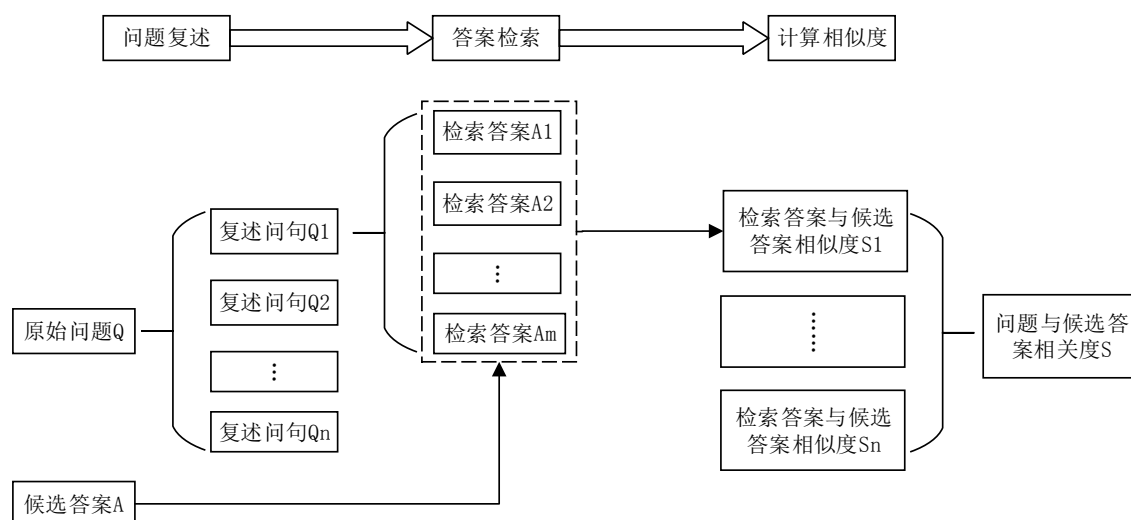 问题复述
答案检索
计算相似度
检索答案A1
检索答案A2
⋮
检索答案Am
复述问句Q1
复述问句Q2
⋮
复述问句Qn
原始问题Q
候选答案A
检索答案与候选
答案相似度S1
⋮
检索答案与候选
答案相似度Sn
问题与候选答
案相关度S